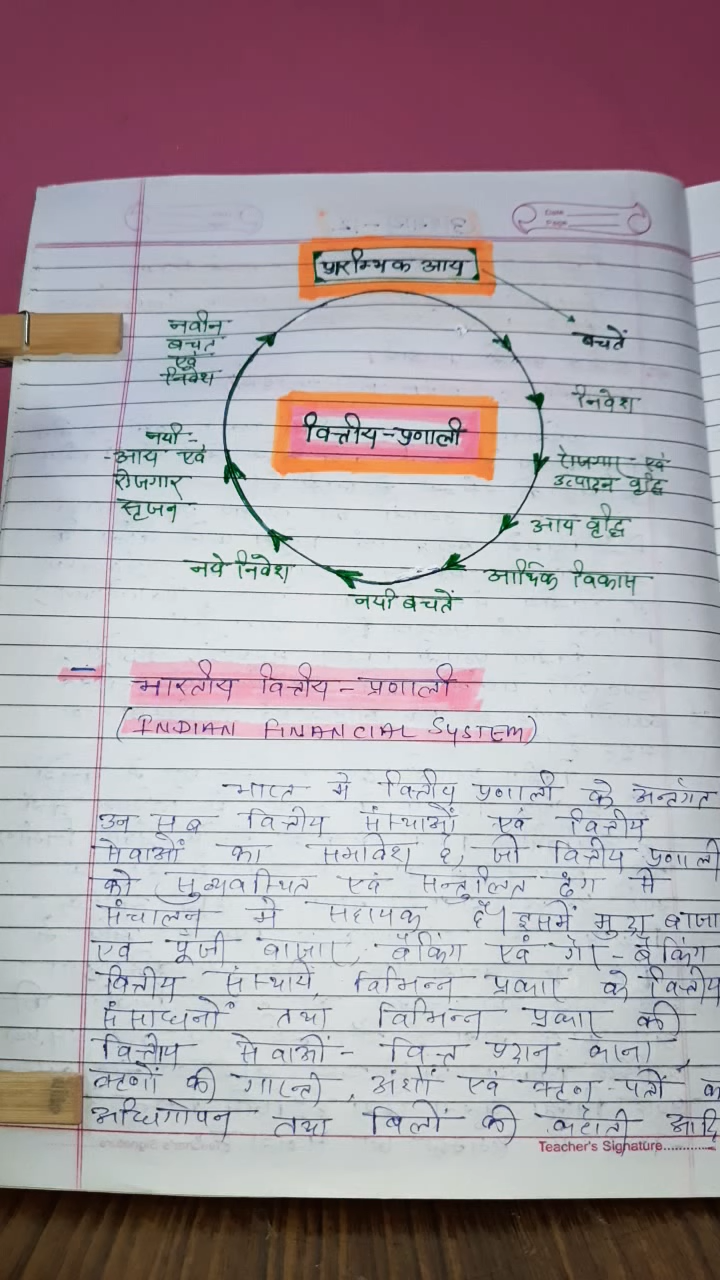 प्रारम्भिक आय
बचतें
निवेश
रोजगार एवं
उत्पादन वृद्धि
आय वृद्धि
आर्थिक विकास
नयी बचतें
नये निवेश
नयी-
आय एवं
रोजगार
सृजन
नवीन
बचत
एवं
निवेश
वित्तीय-प्रणाली
भारतीय वित्तीय-प्रणाली
(INDIAN FINANCIAL SYSTEM)
भारत में वित्तीय प्रणाली के अन्तर्गत
उन सब वित्तीय संस्थाओं एवं वित्तीय
सेवाओं का समावेश है, जो वित्तीय प्रणाली
को सुव्यवस्थित एवं सन्तुलित ढंग से
संचालन में सहायक है। इसमें मुद्रा बाजा
एवं पूँजी बाजार, बैंकिंग एवं गैर-बैंकिंग
वित्तीय संस्थायें, विभिन्न प्रकार के वित्तीय
संसाधनों तथा विभिन्न प्रकार की
वित्तीय सेवाओं- वित्त प्रदान करना,
ऋणों की गारन्टी, अंशों एवं ऋण-पत्रों क
अभिगोपन तथा बिलों की कटौती आदि
Teacher's Signature..............